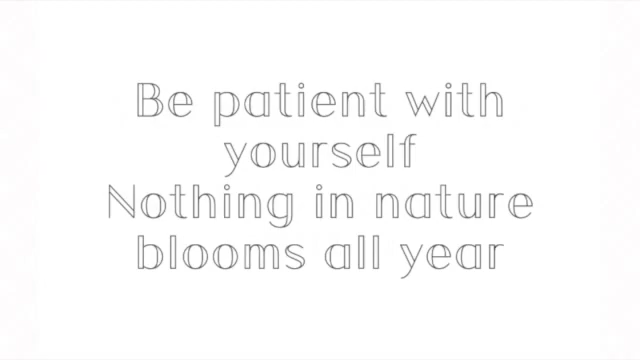 Be patient with
yourself
Nothing in nature
blooms all year